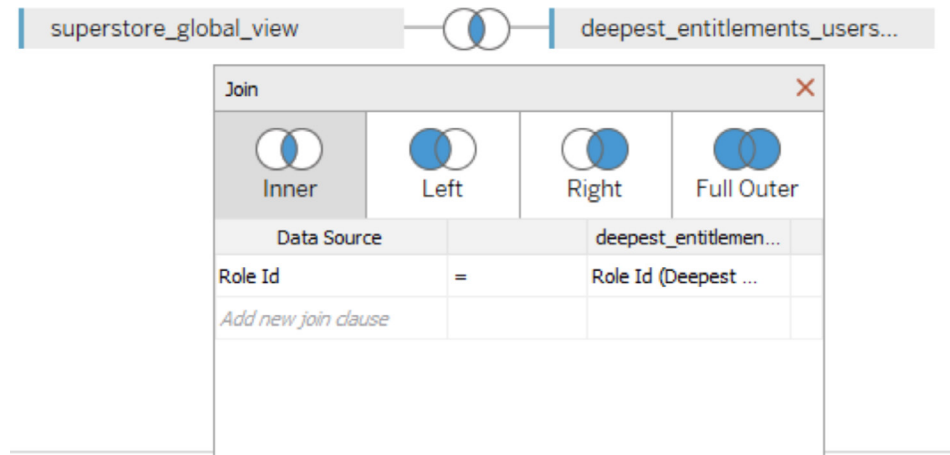 superstore_global_view deepest_entitlements_users...
Join
Inner Left Right Full Outer
Data Source deepest_entitlemen...
Role Id = Role Id (Deepest ...
Add new join clause